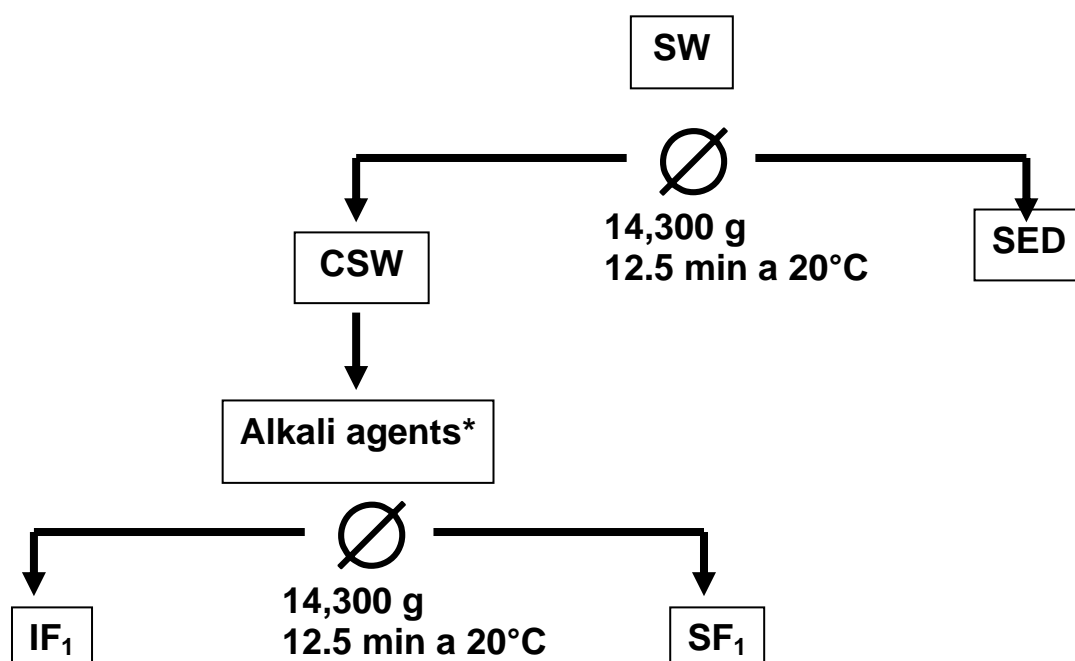 SW
14,300 g
12.5 min a 20°C
CSW
SED
Alkali agents*
14,300 g
12.5 min a 20°C
IF₁
SF₁